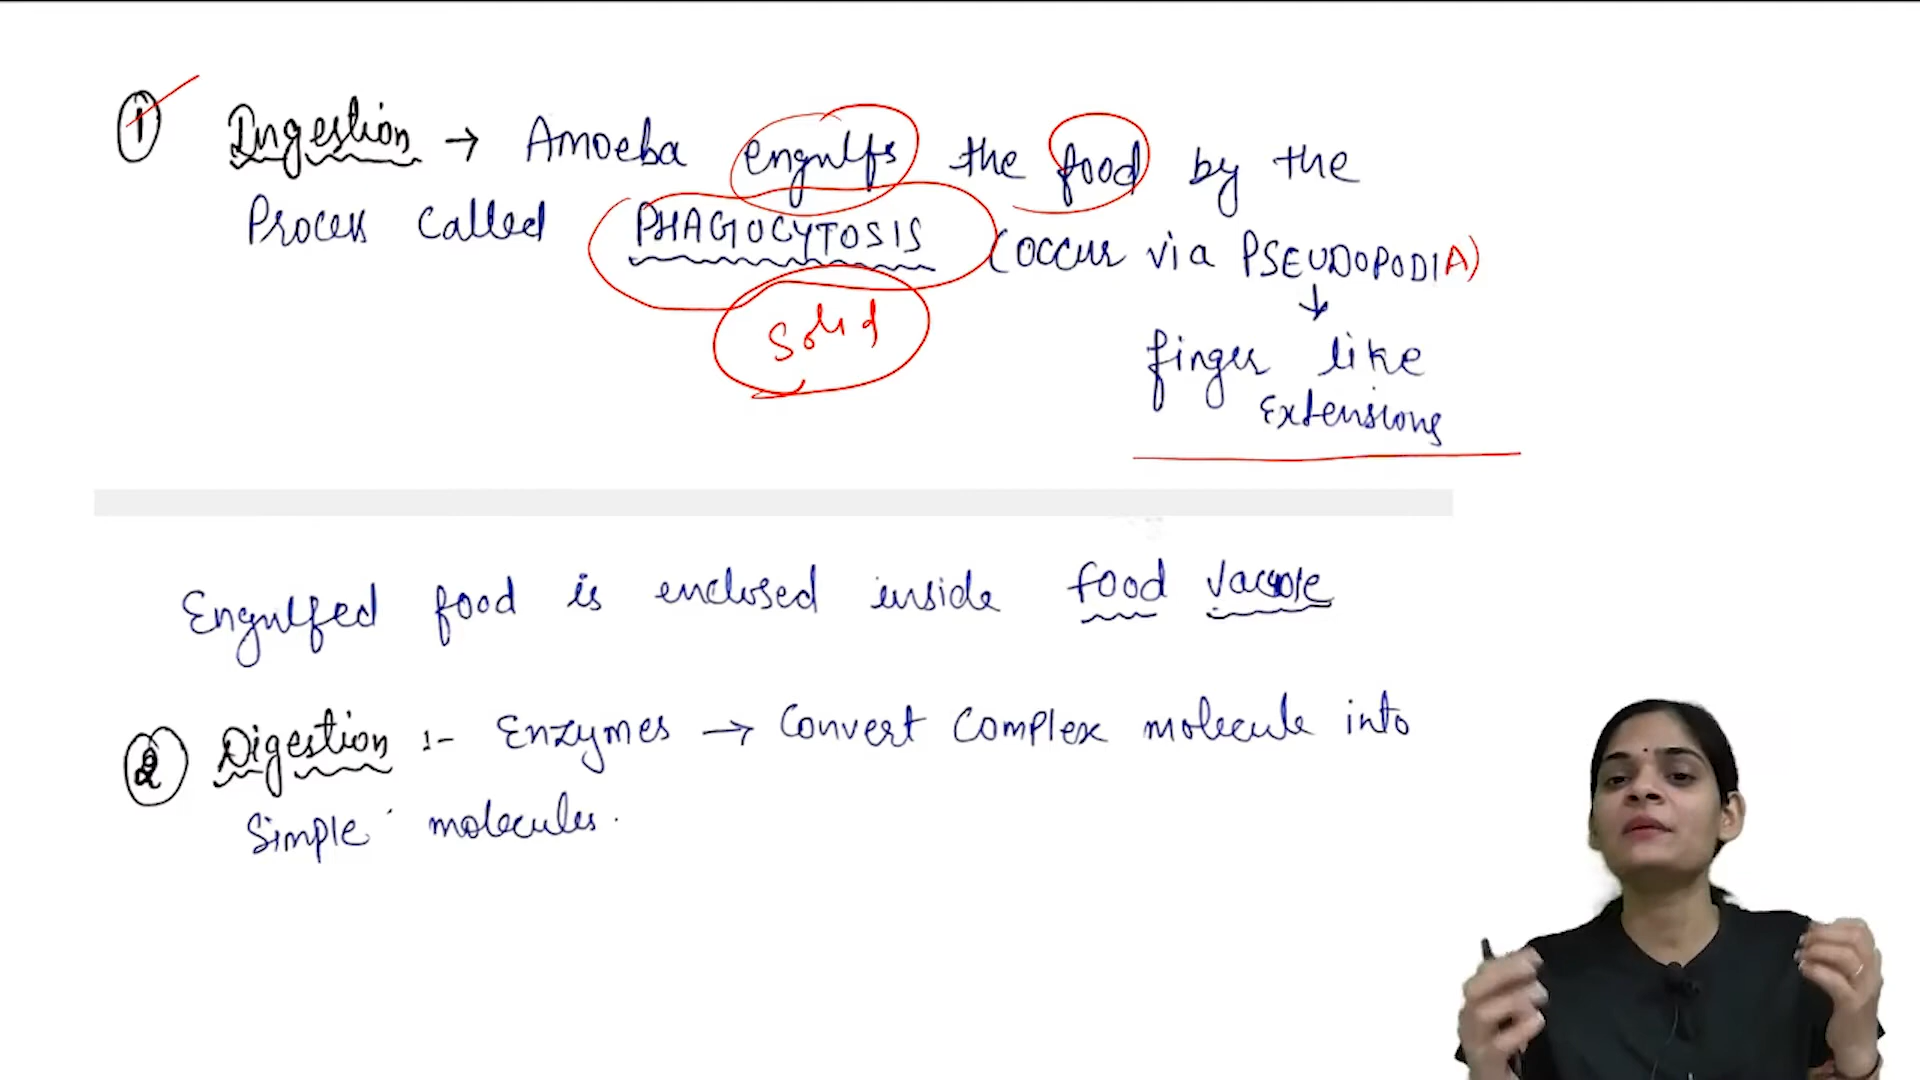 1 Ingestion → Amoeba engulfs the food by the
Process called PHAGOCYTOSIS (occur via PSEUDOPODIA)
↓
Solid
finger like
Extensions
Engulfed food is enclosed inside food vacuole
2 Digestion :- Enzymes → Convert Complex molecule into
Simple molecules.